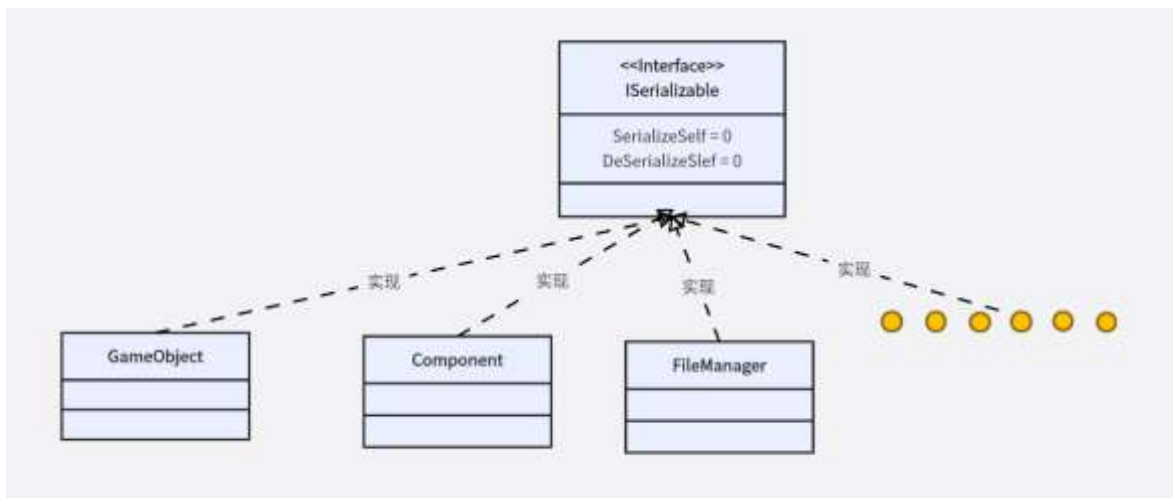 <<Interface>>
ISerializable
SerializeSelf = 0
DeSerializeSlef = 0
实现
实现
实现
实现
GameObject
Component
FileManager